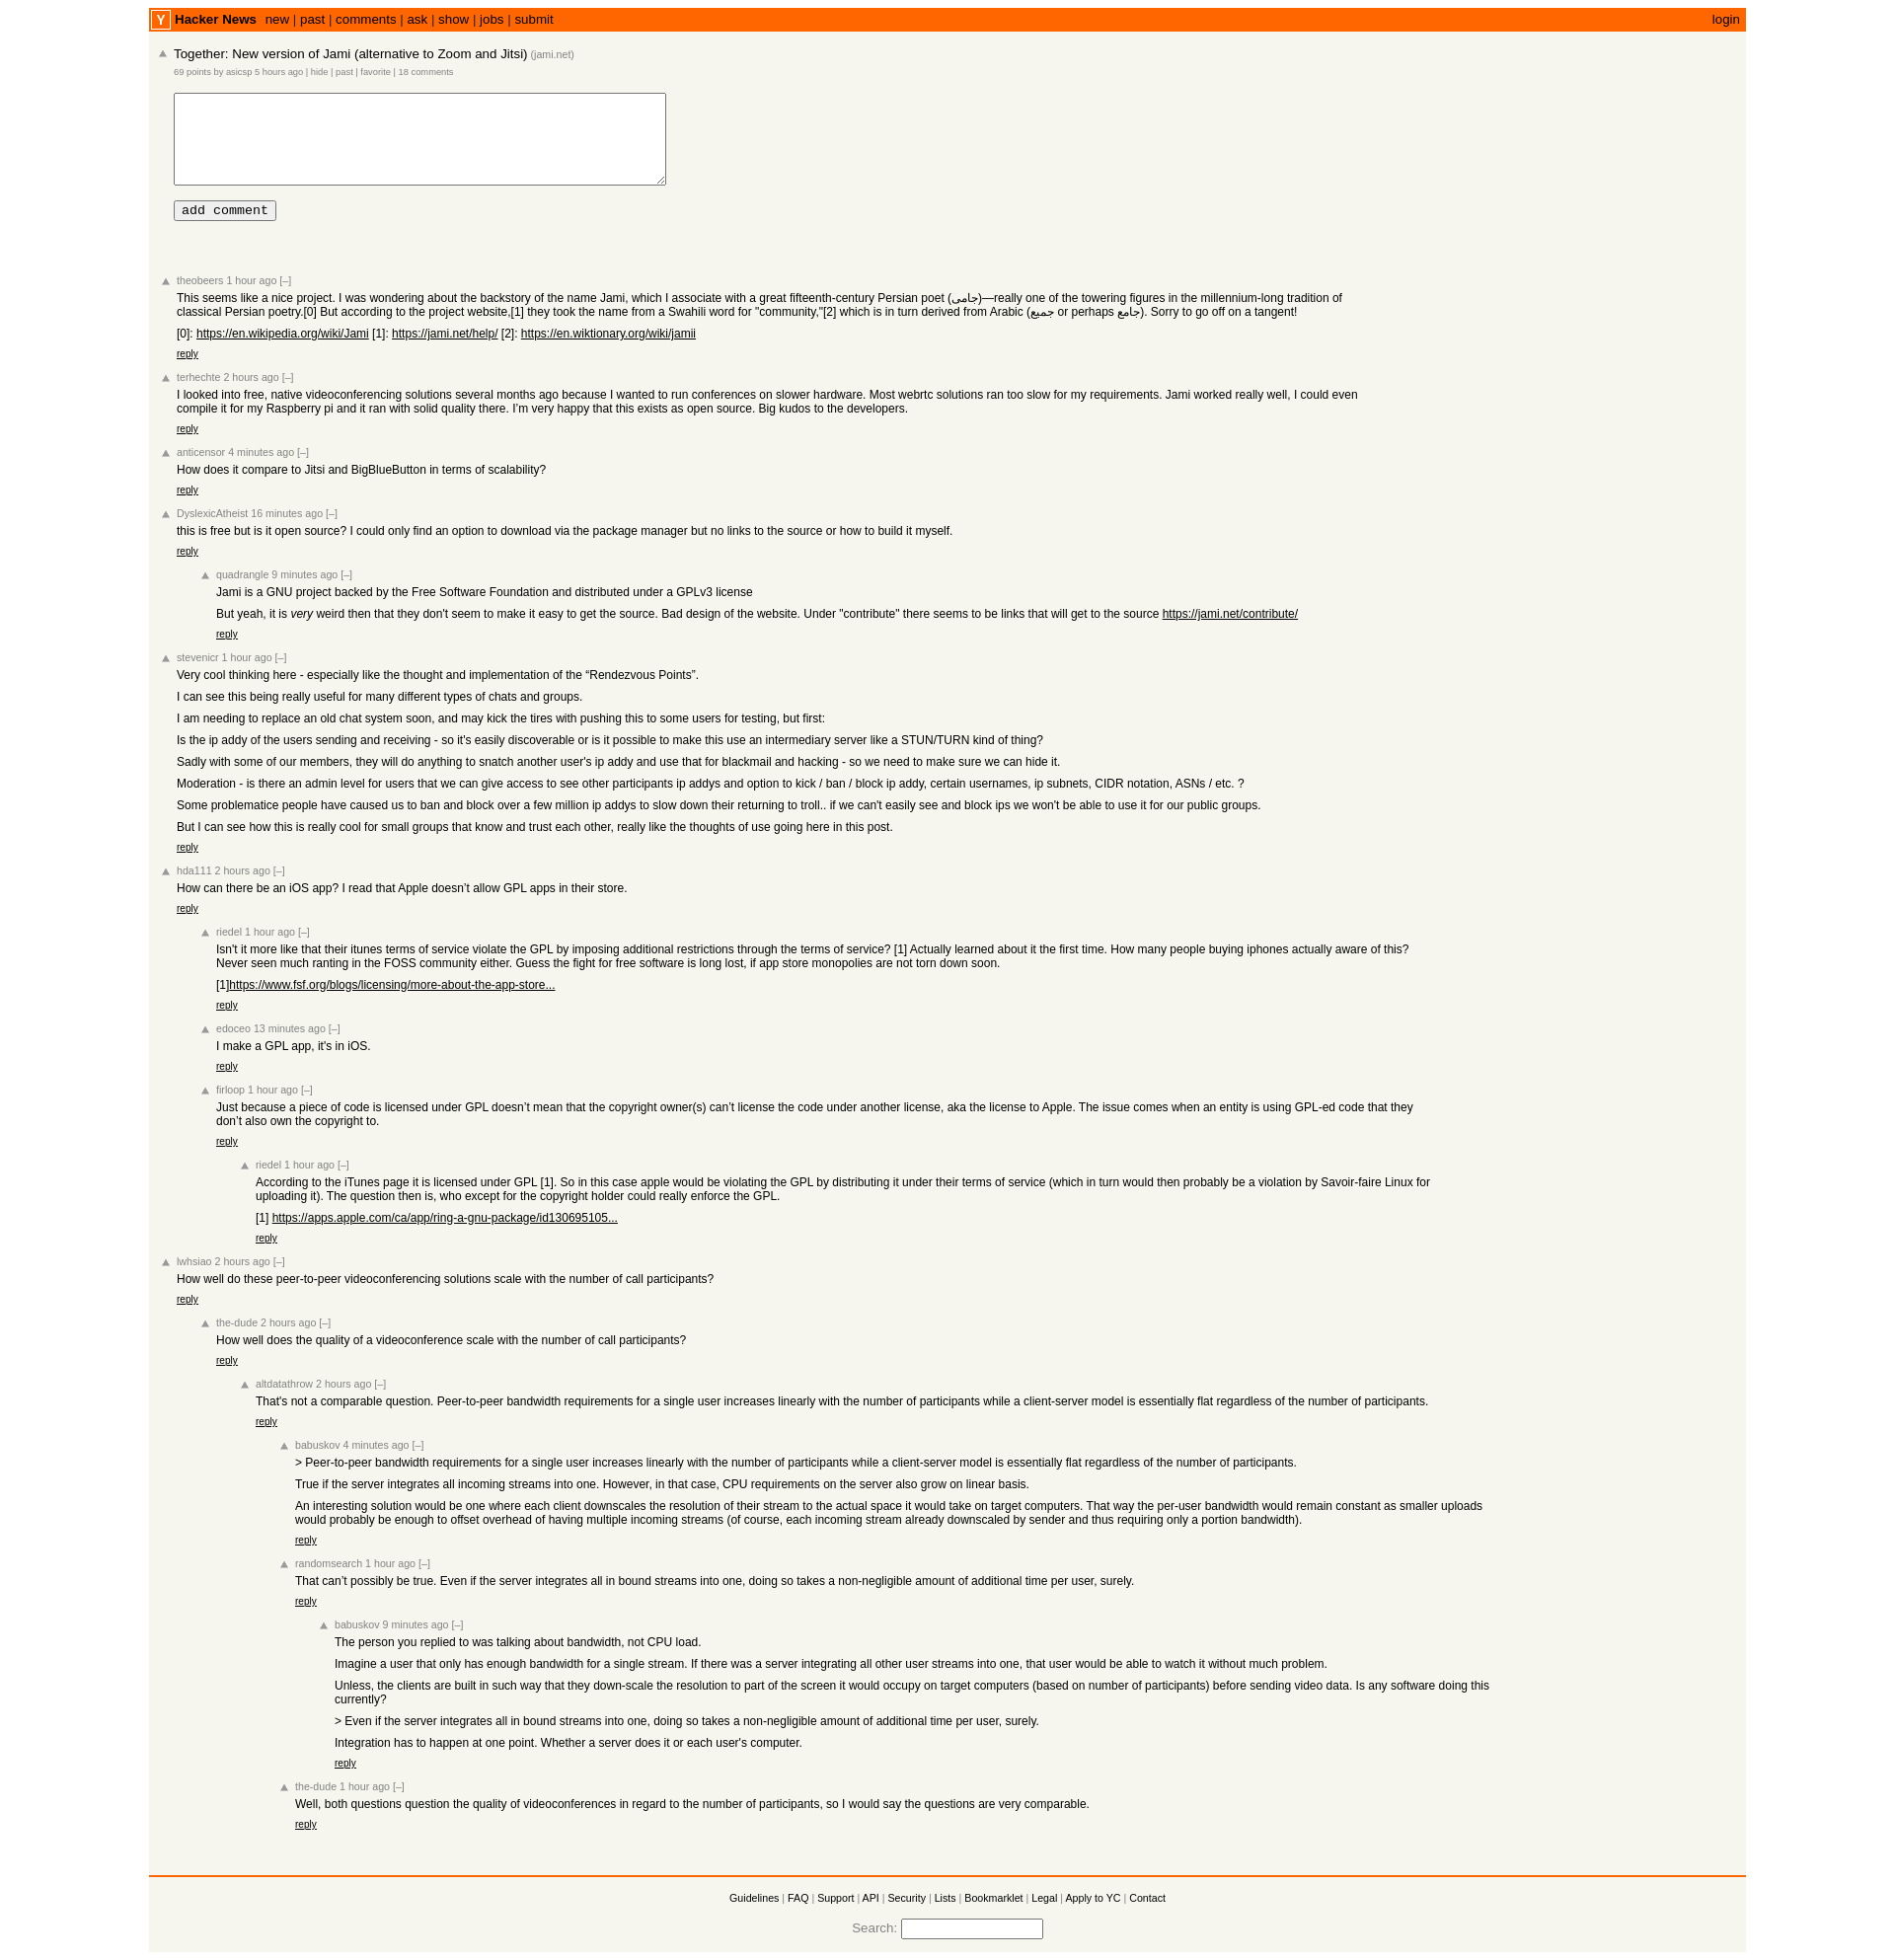 Y Hacker News new | past | comments | ask | show | jobs | submit login
Together: New version of Jami (alternative to Zoom and Jitsi) (jami.net)
69 points by asicsp 5 hours ago | hide | past | favorite | 18 comments
add comment
theobeers 1 hour ago [–]
This seems like a nice project. I was wondering about the backstory of the name Jami, which I associate with a great fifteenth-century Persian poet (جامی)—really one of the towering figures in the millennium-long tradition of
classical Persian poetry.[0] But according to the project website,[1] they took the name from a Swahili word for "community,"[2] which is in turn derived from Arabic (جميع or perhaps جامع). Sorry to go off on a tangent!
[0]: https://en.wikipedia.org/wiki/Jami [1]: https://jami.net/help/ [2]: https://en.wiktionary.org/wiki/jamii
reply
terhechte 2 hours ago [–]
I looked into free, native videoconferencing solutions several months ago because I wanted to run conferences on slower hardware. Most webrtc solutions ran too slow for my requirements. Jami worked really well, I could even
compile it for my Raspberry pi and it ran with solid quality there. I’m very happy that this exists as open source. Big kudos to the developers.
reply
anticensor 4 minutes ago [–]
How does it compare to Jitsi and BigBlueButton in terms of scalability?
reply
DyslexicAtheist 16 minutes ago [–]
this is free but is it open source? I could only find an option to download via the package manager but no links to the source or how to build it myself.
reply
quadrangle 9 minutes ago [–]
Jami is a GNU project backed by the Free Software Foundation and distributed under a GPLv3 license
But yeah, it is very weird then that they don't seem to make it easy to get the source. Bad design of the website. Under "contribute" there seems to be links that will get to the source https://jami.net/contribute/
reply
stevenicr 1 hour ago [–]
Very cool thinking here - especially like the thought and implementation of the “Rendezvous Points”.
I can see this being really useful for many different types of chats and groups.
I am needing to replace an old chat system soon, and may kick the tires with pushing this to some users for testing, but first:
Is the ip addy of the users sending and receiving - so it's easily discoverable or is it possible to make this use an intermediary server like a STUN/TURN kind of thing?
Sadly with some of our members, they will do anything to snatch another user's ip addy and use that for blackmail and hacking - so we need to make sure we can hide it.
Moderation - is there an admin level for users that we can give access to see other participants ip addys and option to kick / ban / block ip addy, certain usernames, ip subnets, CIDR notation, ASNs / etc. ?
Some problematice people have caused us to ban and block over a few million ip addys to slow down their returning to troll.. if we can't easily see and block ips we won't be able to use it for our public groups.
But I can see how this is really cool for small groups that know and trust each other, really like the thoughts of use going here in this post.
reply
hda111 2 hours ago [–]
How can there be an iOS app? I read that Apple doesn’t allow GPL apps in their store.
reply
riedel 1 hour ago [–]
Isn't it more like that their itunes terms of service violate the GPL by imposing additional restrictions through the terms of service? [1] Actually learned about it the first time. How many people buying iphones actually aware of this?
Never seen much ranting in the FOSS community either. Guess the fight for free software is long lost, if app store monopolies are not torn down soon.
[1]https://www.fsf.org/blogs/licensing/more-about-the-app-store...
reply
edoceo 13 minutes ago [–]
I make a GPL app, it's in iOS.
reply
firloop 1 hour ago [–]
Just because a piece of code is licensed under GPL doesn’t mean that the copyright owner(s) can’t license the code under another license, aka the license to Apple. The issue comes when an entity is using GPL-ed code that they
don’t also own the copyright to.
reply
riedel 1 hour ago [–]
According to the iTunes page it is licensed under GPL [1]. So in this case apple would be violating the GPL by distributing it under their terms of service (which in turn would then probably be a violation by Savoir-faire Linux for
uploading it). The question then is, who except for the copyright holder could really enforce the GPL.
[1] https://apps.apple.com/ca/app/ring-a-gnu-package/id130695105...
reply
lwhsiao 2 hours ago [–]
How well do these peer-to-peer videoconferencing solutions scale with the number of call participants?
reply
the-dude 2 hours ago [–]
How well does the quality of a videoconference scale with the number of call participants?
reply
altdatathrow 2 hours ago [–]
That's not a comparable question. Peer-to-peer bandwidth requirements for a single user increases linearly with the number of participants while a client-server model is essentially flat regardless of the number of participants.
reply
babuskov 4 minutes ago [–]
> Peer-to-peer bandwidth requirements for a single user increases linearly with the number of participants while a client-server model is essentially flat regardless of the number of participants.
True if the server integrates all incoming streams into one. However, in that case, CPU requirements on the server also grow on linear basis.
An interesting solution would be one where each client downscales the resolution of their stream to the actual space it would take on target computers. That way the per-user bandwidth would remain constant as smaller uploads
would probably be enough to offset overhead of having multiple incoming streams (of course, each incoming stream already downscaled by sender and thus requiring only a portion bandwidth).
reply
randomsearch 1 hour ago [–]
That can’t possibly be true. Even if the server integrates all in bound streams into one, doing so takes a non-negligible amount of additional time per user, surely.
reply
babuskov 9 minutes ago [–]
The person you replied to was talking about bandwidth, not CPU load.
Imagine a user that only has enough bandwidth for a single stream. If there was a server integrating all other user streams into one, that user would be able to watch it without much problem.
Unless, the clients are built in such way that they down-scale the resolution to part of the screen it would occupy on target computers (based on number of participants) before sending video data. Is any software doing this
currently?
> Even if the server integrates all in bound streams into one, doing so takes a non-negligible amount of additional time per user, surely.
Integration has to happen at one point. Whether a server does it or each user's computer.
reply
the-dude 1 hour ago [–]
Well, both questions question the quality of videoconferences in regard to the number of participants, so I would say the questions are very comparable.
reply
Guidelines | FAQ | Support | API | Security | Lists | Bookmarklet | Legal | Apply to YC | Contact
Search: